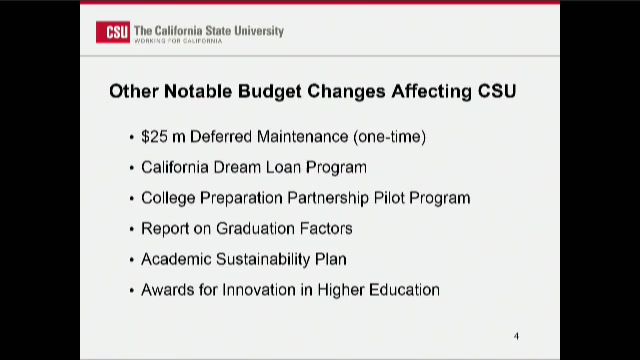 CSU The California State University
WORKING FOR CALIFORNIA
Other Notable Budget Changes Affecting CSU
• $25 m Deferred Maintenance (one-time)
• California Dream Loan Program
• College Preparation Partnership Pilot Program
• Report on Graduation Factors
• Academic Sustainability Plan
• Awards for Innovation in Higher Education
4